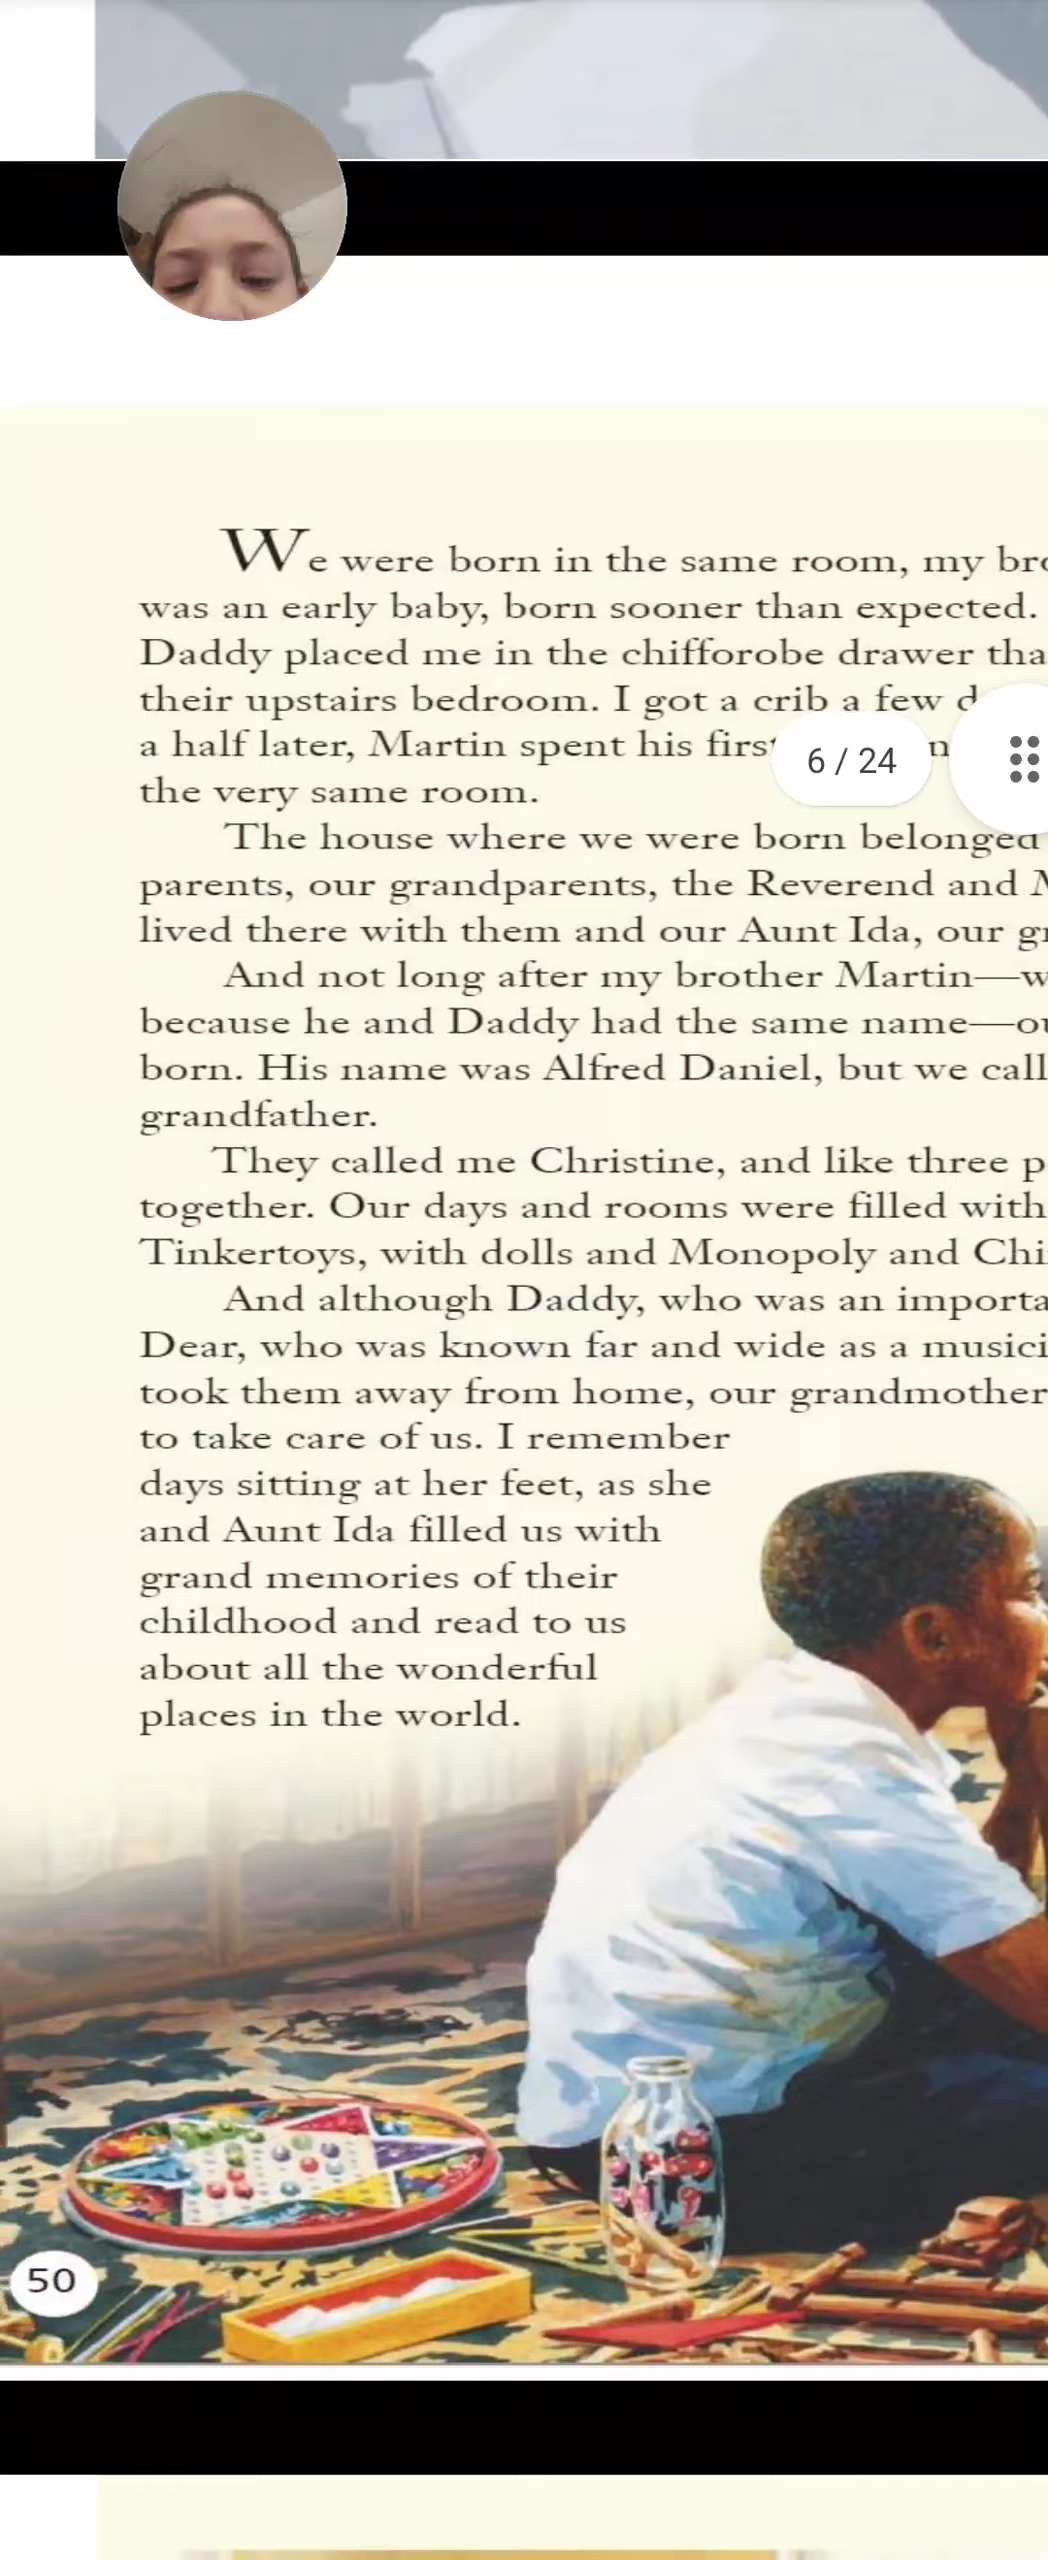 We were born in the same room, my
was an early baby, born sooner than expected.
Daddy placed me in the chifforobe drawer
their upstairs bedroom. I got a crib a few
a half later, Martin spent his
6 / 24
the very same room.
The house where we were born belonged
parents, our grandparents, the Reverend and
lived there with them and our Aunt Ida, our
And not long after my brother Martin—
because he and Daddy had the same name—
born. His name was Alfred Daniel, but we
grandfather.
They called me Christine, and like three
together. Our days and rooms were filled with
Tinkertoys, with dolls and Monopoly and
And although Daddy, who was an
Dear, who was known far and wide as a
took them away from home, our grandmother
to take care of us. I remember
days sitting at her feet, as she
and Aunt Ida filled us with
grand memories of their
childhood and read to us
about all the wonderful
places in the world.
50